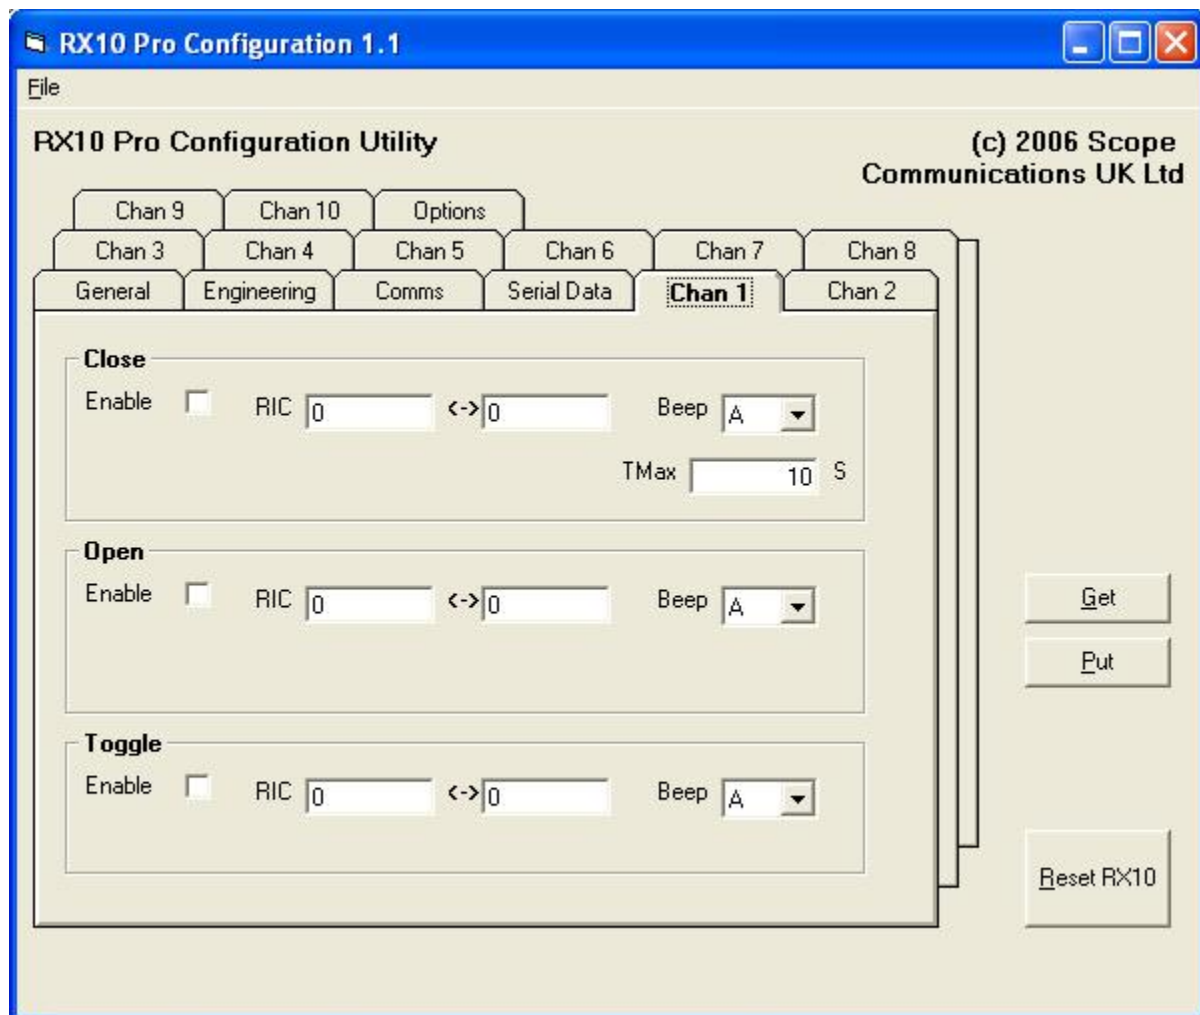 RX10 Pro Configuration 1.1
File
RX10 Pro Configuration Utility
(c) 2006 Scope
Communications UK Ltd
Chan 9 Chan 10 Options
Chan 3 Chan 4 Chan 5 Chan 6 Chan 7 Chan 8
General Engineering Comms Serial Data Chan 1 Chan 2
Close
Enable RIC 0 <-> 0 Beep A
TMax 10 S
Open
Enable RIC 0 <-> 0 Beep A
Get
Put
Toggle
Enable RIC 0 <-> 0 Beep A
Reset RX10